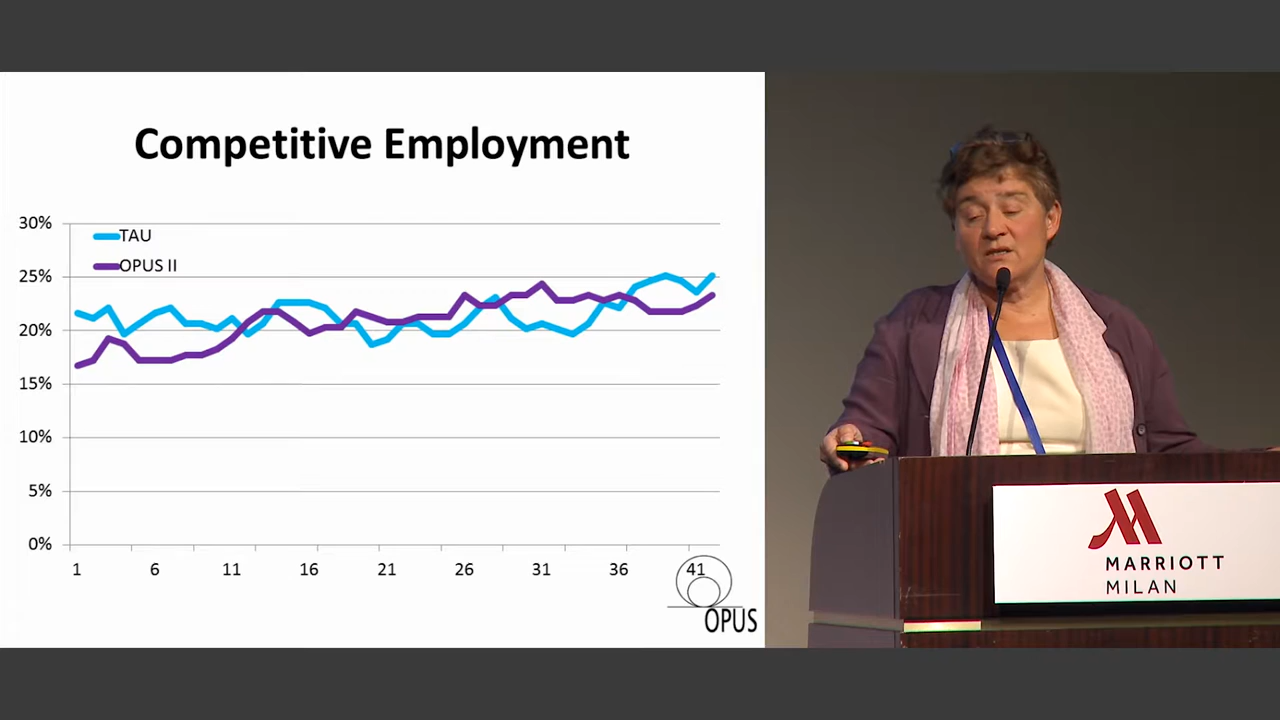 Competitive Employment
30%
TAU
OPUS II
25%
20%
15%
10%
5%
0%
1 6 11 16 21 26 31 36 41
OPUS
MARRIOTT
MILAN